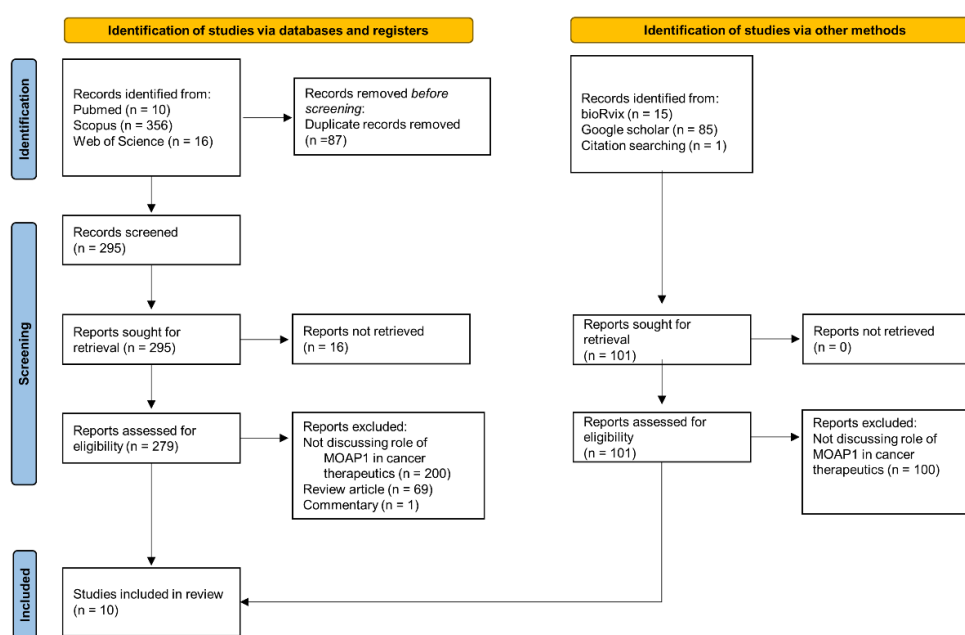 Identification of studies via databases and registers
Identification of studies via other methods
Identification
Records identified from:
Pubmed (n = 10)
Scopus (n = 356)
Web of Science (n = 16)
Records removed before
screening:
Duplicate records removed
(n =87)
Records identified from:
bioRvix (n = 15)
Google scholar (n = 85)
Citation searching (n = 1)
Screening
Records screened
(n = 295)
Reports sought for
retrieval (n = 295)
Reports not retrieved
(n = 16)
Reports sought for
retrieval
(n = 101)
Reports not retrieved
(n = 0)
Reports assessed for
eligibility (n = 279)
Reports excluded:
Not discussing role of
MOAP1 in cancer
therapeutics (n = 200)
Review article (n = 69)
Commentary (n = 1)
Reports assessed for
eligibility
(n = 101)
Reports excluded:
Not discussing role of
MOAP1 in cancer
therapeutics (n = 100)
Included
Studies included in review
(n = 10)